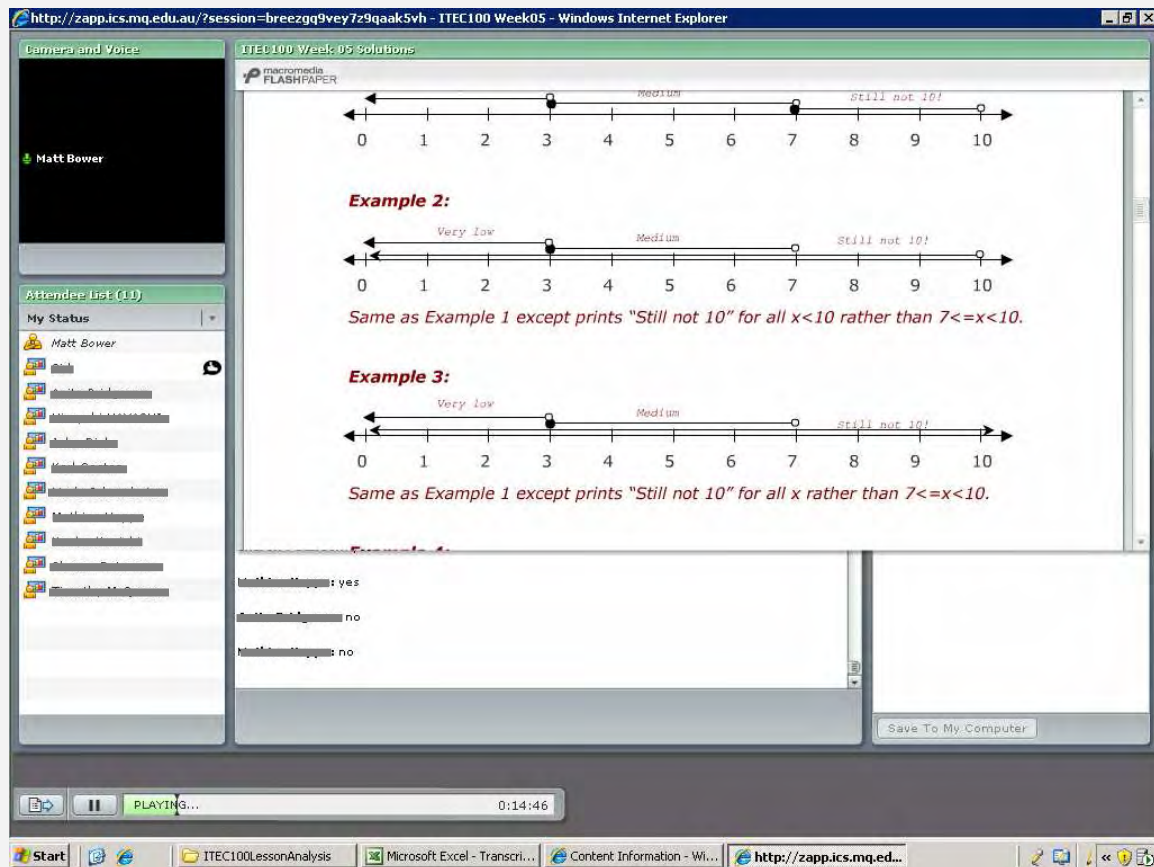 http://zapp.ics.mq.edu.au/?session=breezgq9vey7z9qaak5vh - ITEC100 Week05 - Windows Internet Explorer
Camera and Voice
Matt Bower
Attendee List (11)
My Status
Matt Bower
ITEC100 Week 05 Solutions
macromedia
FLASHPAPER
Medium Still not 10!
0 1 2 3 4 5 6 7 8 9 10
Example 2:
Very low Medium Still not 10!
0 1 2 3 4 5 6 7 8 9 10
Same as Example 1 except prints “Still not 10” for all x<10 rather than 7<=x<10.
Example 3:
Very low Medium Still not 10!
0 1 2 3 4 5 6 7 8 9 10
Same as Example 1 except prints “Still not 10” for all x rather than 7<=x<10.
Example 4:
: yes
no
: no
Save To My Computer
PLAYING... 0:14:46
Start ITEC100LessonAnalysis Microsoft Excel - Transcri... Content Information - Wi... http://zapp.ics.mq.ed...